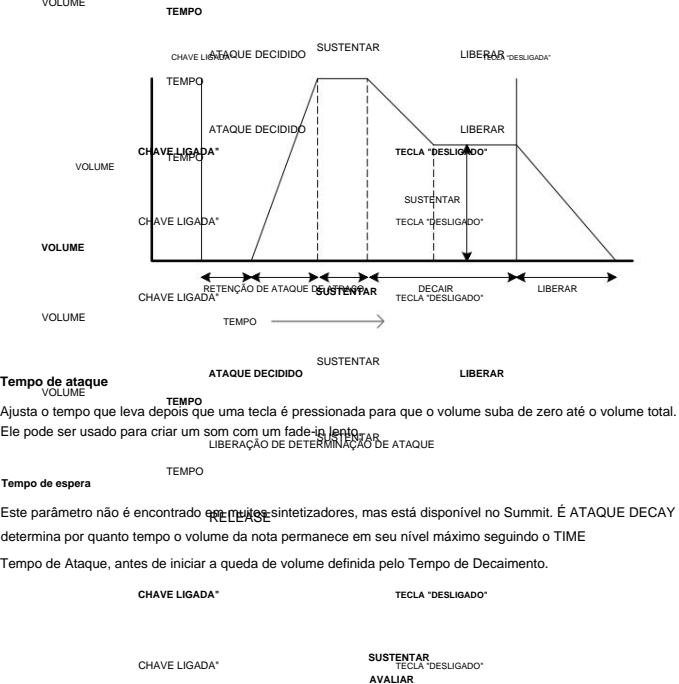 VOLUME
TEMPO
SUSTENTAR
CHAVE LIGADA" ATAQUE DECIDIDO LIBERAR TECLA "DESLIGADA"
TEMPO
ATAQUE DECIDIDO LIBERAR
CHAVE LIGADA" TECLA "DESLIGADO"
TEMPO
VOLUME
SUSTENTAR
CHAVE LIGADA" TECLA "DESLIGADO"
VOLUME
RETENÇÃO DE ATAQUE DE ATRASO SUSTENTAR DECAIR LIBERAR
CHAVE LIGADA" TECLA "DESLIGADO"
VOLUME
TEMPO
SUSTENTAR
ATAQUE DECIDIDO LIBERAR
Tempo de ataque
VOLUME
TEMPO
Ajusta o tempo que leva depois que uma tecla é pressionada para que o volume suba de zero até o volume total.
Ele pode ser usado para criar um som com um fade-in lento.
SUSTENTAR
LIBERAÇÃO DE DETERMINAÇÃO DE ATAQUE
TEMPO
Tempo de espera
Este parâmetro não é encontrado em muitos sintetizadores, mas está disponível no Summit. É ATAQUE DECAY
RELEASE
determina por quanto tempo o volume da nota permanece em seu nível máximo seguindo o TIME
Tempo de Ataque, antes de iniciar a queda de volume definida pelo Tempo de Decaimento.
CHAVE LIGADA" TECLA "DESLIGADO"
SUSTENTAR
CHAVE LIGADA" TECLA "DESLIGADO"
AVALIAR